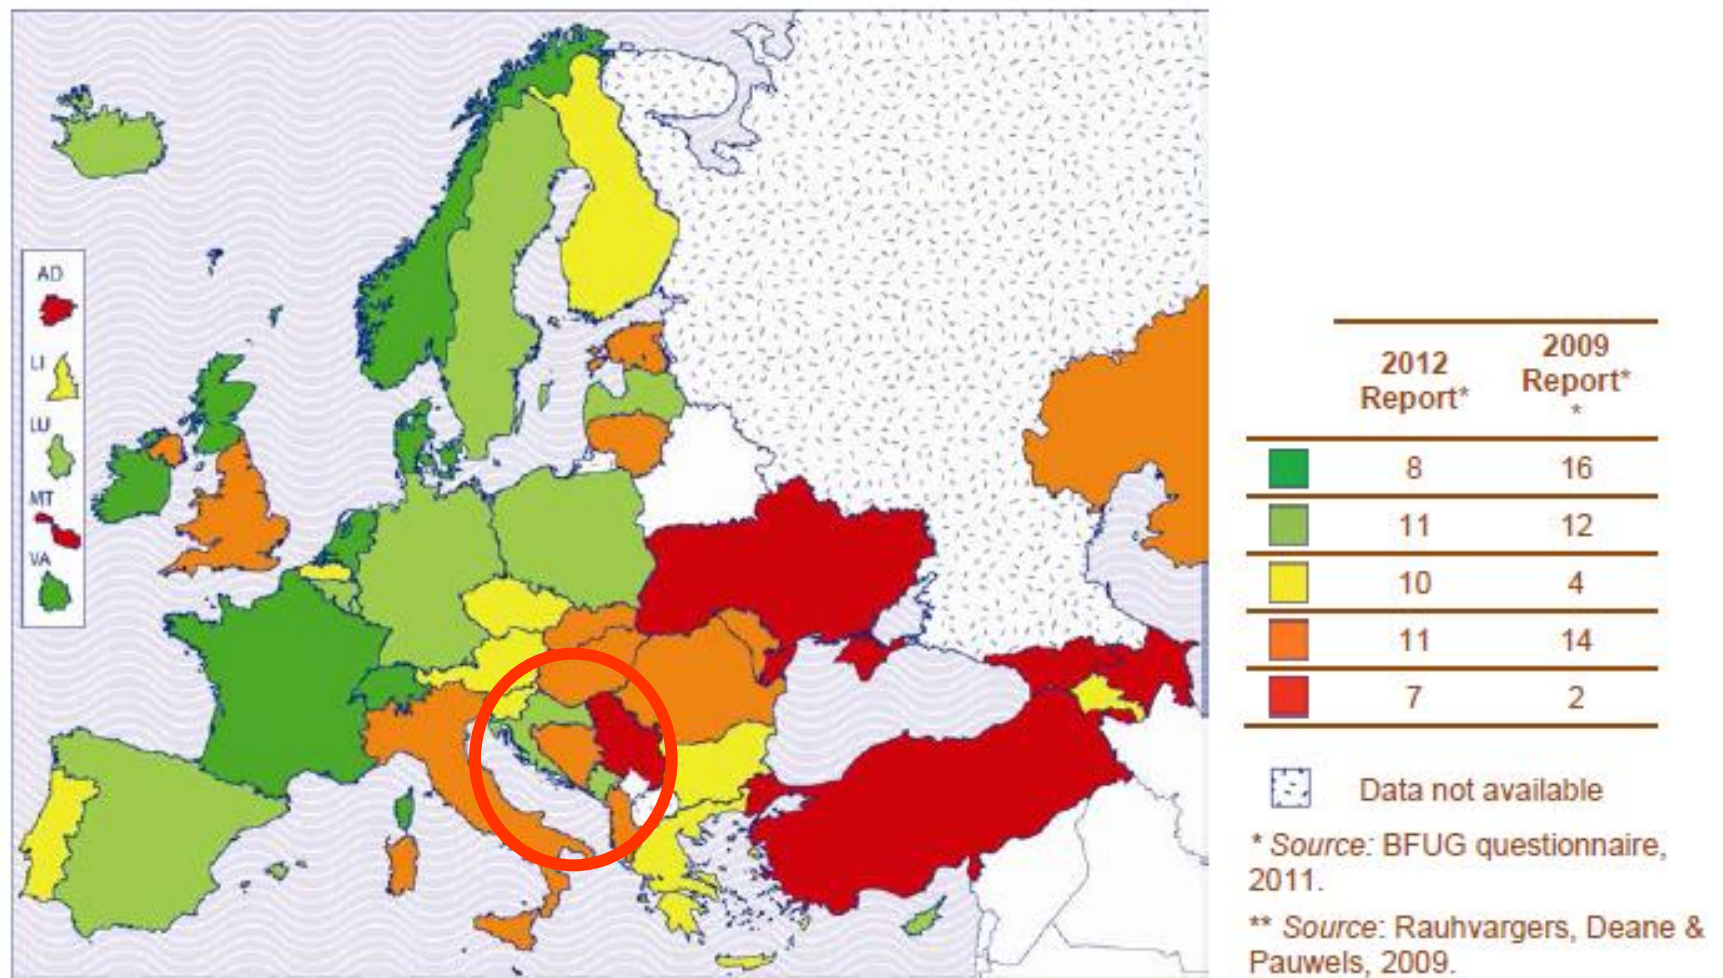 AD
LI
LU
MT
VA
2012 Report*
2009 Report*
*
8 16
11 12
10 4
11 14
7 2
Data not available
* Source: BFUG questionnaire,
2011.
** Source: Rauhvargers, Deane &
Pauwels, 2009.